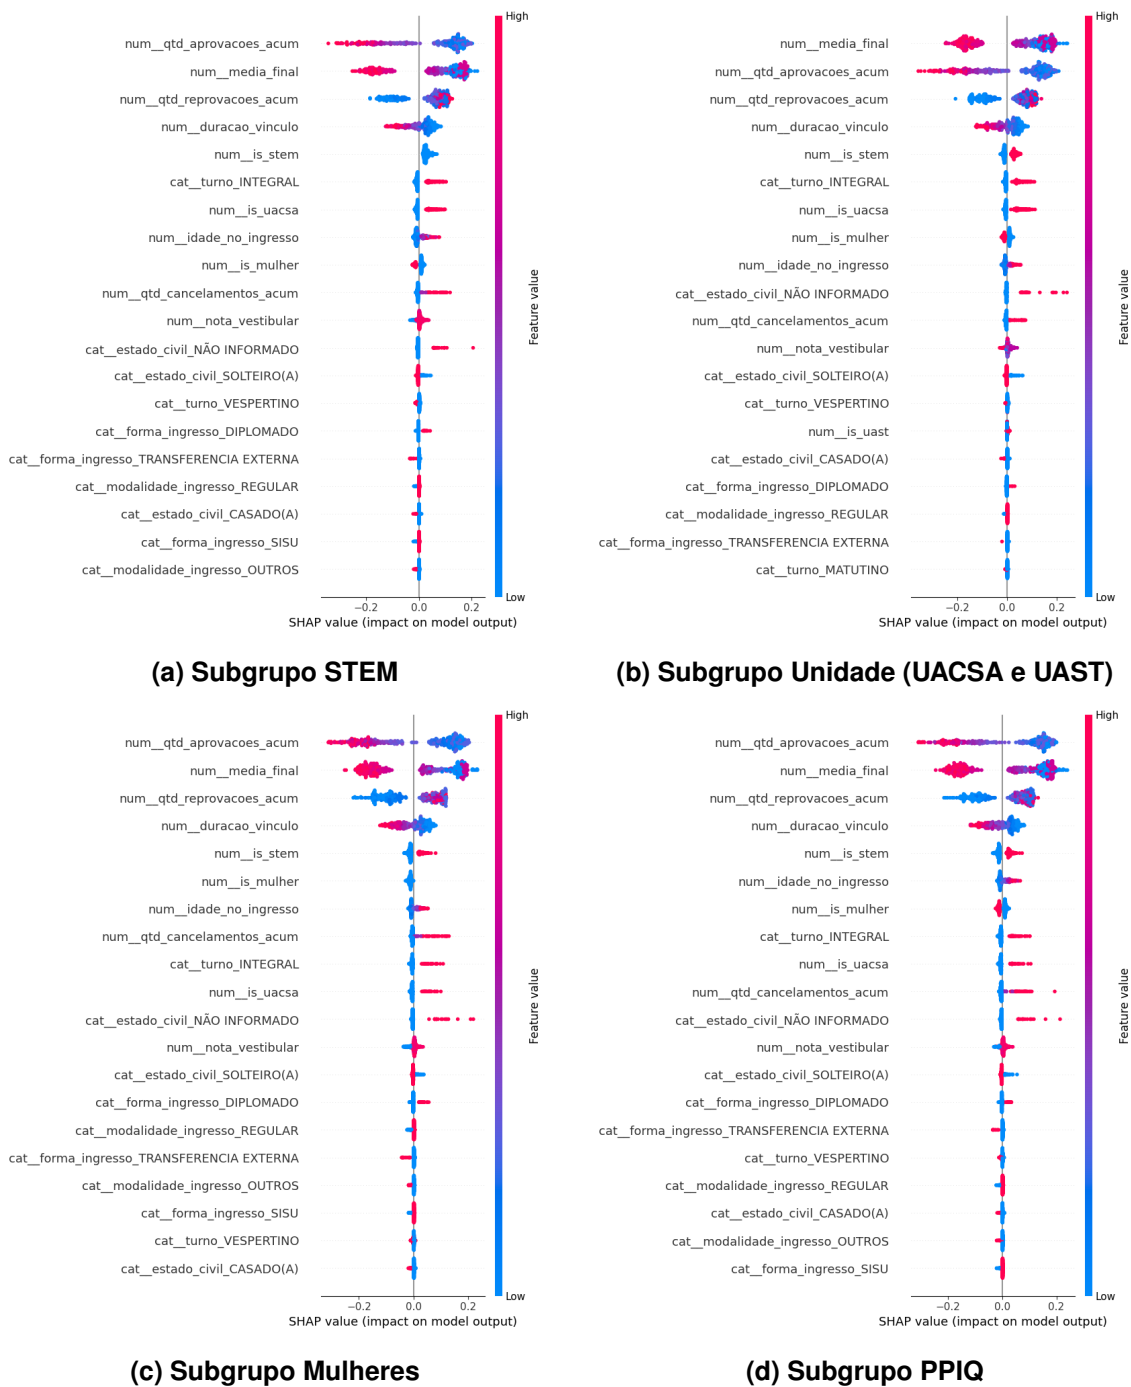 High
num__qtd_aprovacoes_acum
num__media_final
num__qtd_reprovacoes_acum
num__duracao_vinculo
num__is_stem
cat__turno_INTEGRAL
num__is_uacsa
num__idade_no_ingresso
num__is_mulher
num__qtd_cancelamentos_acum
num__nota_vestibular
cat__estado_civil_NÃO INFORMADO
cat__estado_civil_SOLTEIRO(A)
cat__turno_VESPERTINO
cat__forma_ingresso_DIPLOMADO
cat__forma_ingresso_TRANSFERENCIA EXTERNA
cat__modalidade_ingresso_REGULAR
cat__estado_civil_CASADO(A)
cat__forma_ingresso_SISU
cat__modalidade_ingresso_OUTROS
Feature value
Low
−0.2 0.0 0.2
SHAP value (impact on model output)
(a) Subgrupo STEM
High
num__media_final
num__qtd_aprovacoes_acum
num__qtd_reprovacoes_acum
num__duracao_vinculo
num__is_stem
cat__turno_INTEGRAL
num__is_uacsa
num__is_mulher
num__idade_no_ingresso
cat__estado_civil_NÃO INFORMADO
num__qtd_cancelamentos_acum
num__nota_vestibular
cat__estado_civil_SOLTEIRO(A)
cat__turno_VESPERTINO
num__is_uast
cat__estado_civil_CASADO(A)
cat__forma_ingresso_DIPLOMADO
cat__modalidade_ingresso_REGULAR
cat__forma_ingresso_TRANSFERENCIA EXTERNA
cat__turno_MATUTINO
Feature value
Low
−0.2 0.0 0.2
SHAP value (impact on model output)
(b) Subgrupo Unidade (UACSA e UAST)
High
num__qtd_aprovacoes_acum
num__media_final
num__qtd_reprovacoes_acum
num__duracao_vinculo
num__is_stem
num__is_mulher
num__idade_no_ingresso
num__qtd_cancelamentos_acum
cat__turno_INTEGRAL
num__is_uacsa
cat__estado_civil_NÃO INFORMADO
num__nota_vestibular
cat__estado_civil_SOLTEIRO(A)
cat__forma_ingresso_DIPLOMADO
cat__modalidade_ingresso_REGULAR
cat__forma_ingresso_TRANSFERENCIA EXTERNA
cat__modalidade_ingresso_OUTROS
cat__forma_ingresso_SISU
cat__turno_VESPERTINO
cat__estado_civil_CASADO(A)
Feature value
Low
−0.2 0.0 0.2
SHAP value (impact on model output)
(c) Subgrupo Mulheres
High
num__qtd_aprovacoes_acum
num__media_final
num__qtd_reprovacoes_acum
num__duracao_vinculo
num__is_stem
num__idade_no_ingresso
num__is_mulher
cat__turno_INTEGRAL
num__is_uacsa
num__qtd_cancelamentos_acum
cat__estado_civil_NÃO INFORMADO
num__nota_vestibular
cat__estado_civil_SOLTEIRO(A)
cat__forma_ingresso_DIPLOMADO
cat__forma_ingresso_TRANSFERENCIA EXTERNA
cat__turno_VESPERTINO
cat__modalidade_ingresso_REGULAR
cat__estado_civil_CASADO(A)
cat__modalidade_ingresso_OUTROS
cat__forma_ingresso_SISU
Feature value
Low
−0.2 0.0 0.2
SHAP value (impact on model output)
(d) Subgrupo PPIQ